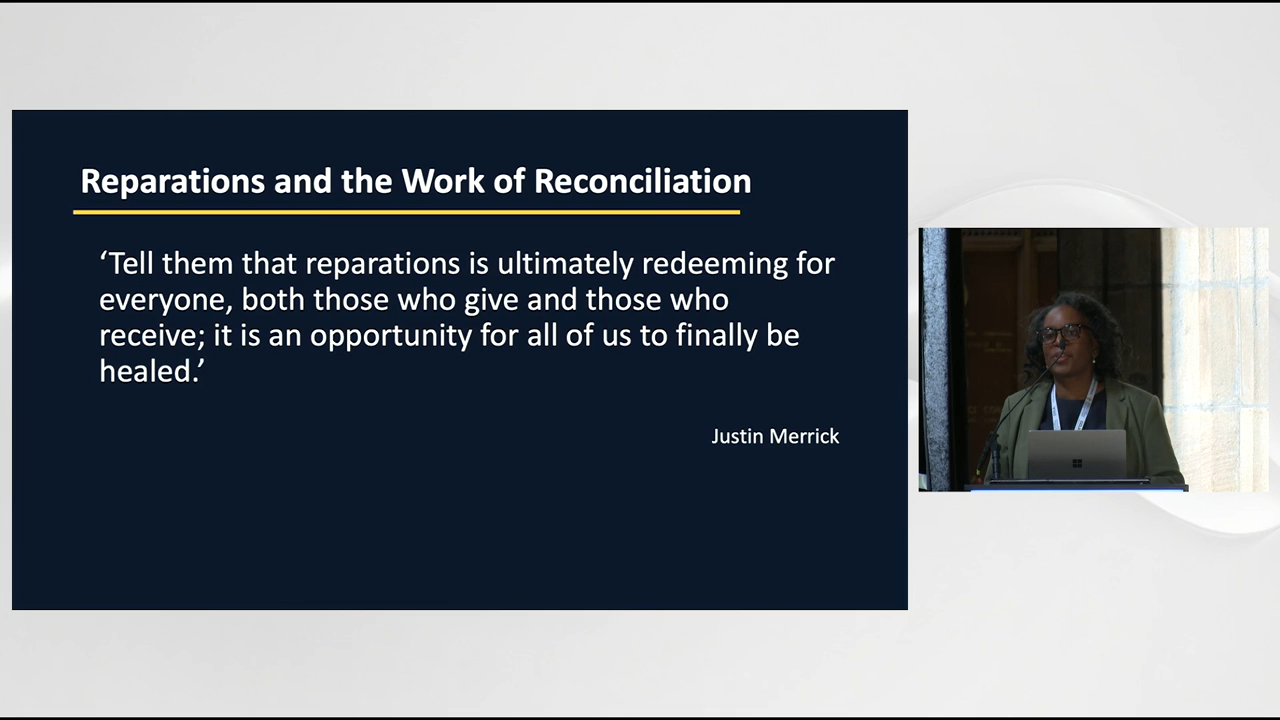 Reparations and the Work of Reconciliation
‘Tell them that reparations is ultimately redeeming for
everyone, both those who give and those who
receive; it is an opportunity for all of us to finally be
healed.’
Justin Merrick